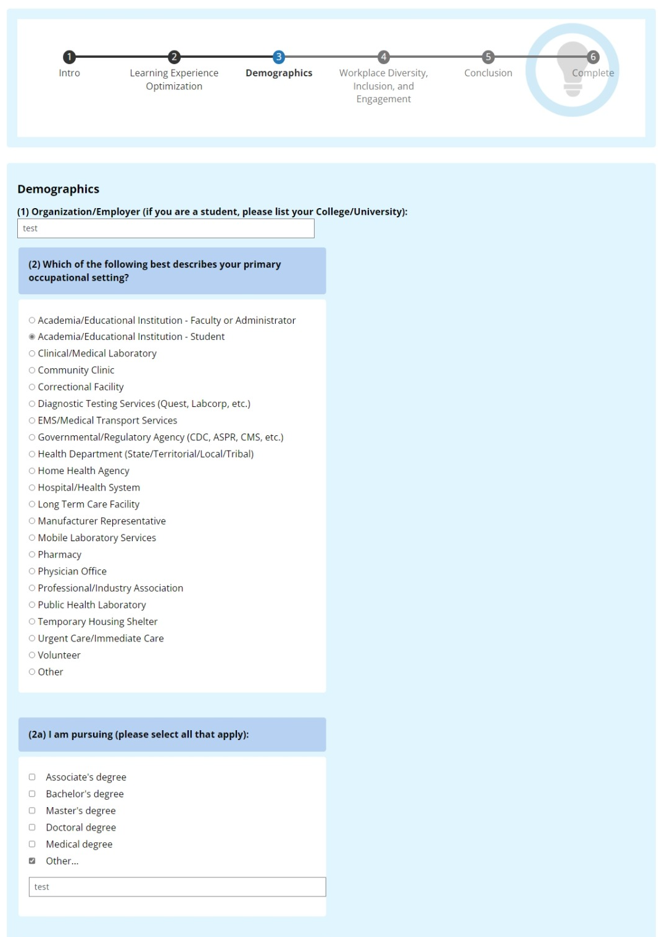 1
2
3
4
5
6
Intro
Learning Experience
Optimization
Demographics
Workplace Diversity,
Inclusion, and
Engagement
Conclusion
Complete
Demographics
(1) Organization/Employer (if you are a student, please list your College/University):
test
(2) Which of the following best describes your primary
occupational setting?
Academia/Educational Institution - Faculty or Administrator
Academia/Educational Institution - Student
Clinical/Medical Laboratory
Community Clinic
Correctional Facility
Diagnostic Testing Services (Quest, Labcorp, etc.)
EMS/Medical Transport Services
Governmental/Regulatory Agency (CDC, ASPR, CMS, etc.)
Health Department (State/Territorial/Local/Tribal)
Home Health Agency
Hospital/Health System
Long Term Care Facility
Manufacturer Representative
Mobile Laboratory Services
Pharmacy
Physician Office
Professional/Industry Association
Public Health Laboratory
Temporary Housing Shelter
Urgent Care/Immediate Care
Volunteer
Other
(2a) I am pursuing (please select all that apply):
Associate's degree
Bachelor's degree
Master's degree
Doctoral degree
Medical degree
Other...
test